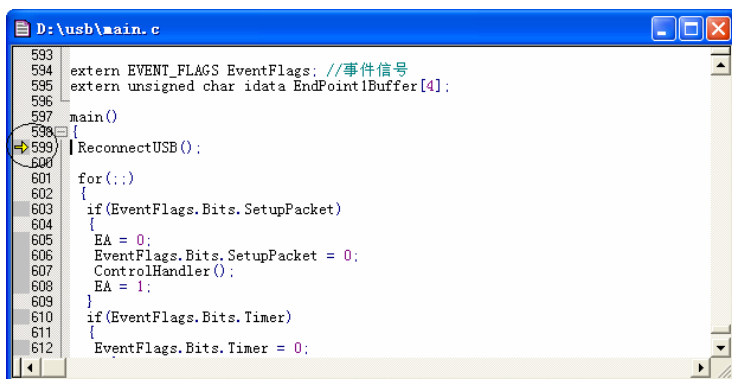 D:\usb\main.c
593
594 extern EVENT_FLAGS EventFlags; //事件信号
595 extern unsigned char idata EndPoint1Buffer[4];
596
597 main()
598 {
599 ReconnectUSB();
600
601 for(;;)
602 {
603 if(EventFlags.Bits.SetupPacket)
604 {
605 EA = 0;
606 EventFlags.Bits.SetupPacket = 0;
607 ControlHandler();
608 EA = 1;
609 }
610 if(EventFlags.Bits.Timer)
611 {
612 EventFlags.Bits.Timer = 0;